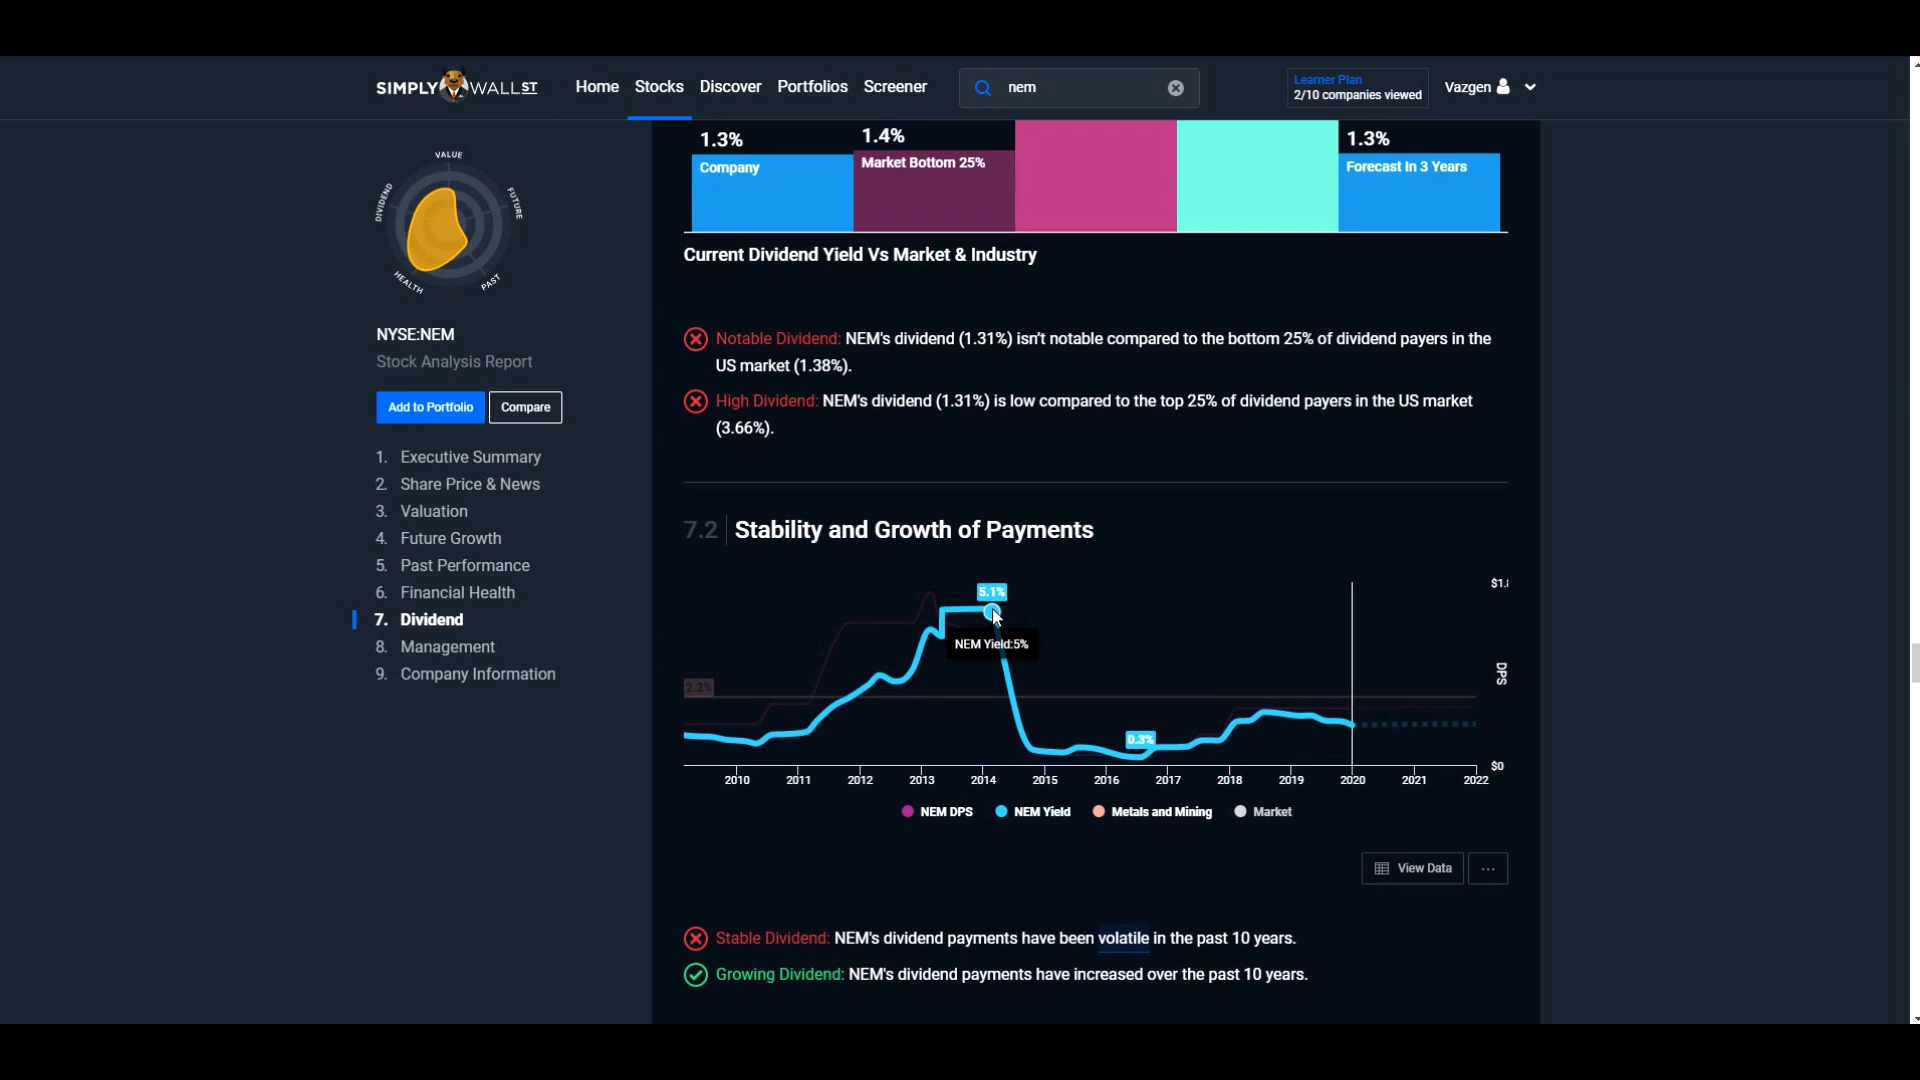 SIMPLY WALLST
Home Stocks Discover Portfolios Screener
nem
Learner Plan
2/10 companies viewed
Vazgen
VALUE
FUTURE
PAST
HEALTH
DIVIDEND
NYSE:NEM
Stock Analysis Report
Add to Portfolio
Compare
1. Executive Summary
2. Share Price & News
3. Valuation
4. Future Growth
5. Past Performance
6. Financial Health
7. Dividend
8. Management
9. Company Information
1.3%
Company
1.4%
Market Bottom 25%
1.3%
Forecast In 3 Years
Current Dividend Yield Vs Market & Industry
Notable Dividend: NEM's dividend (1.31%) isn't notable compared to the bottom 25% of dividend payers in the
US market (1.38%).
High Dividend: NEM's dividend (1.31%) is low compared to the top 25% of dividend payers in the US market
(3.66%).
7.2 Stability and Growth of Payments
5.1%
NEM Yield:5%
2.2%
0.3%
DPS
$0
2010 2011 2012 2013 2014 2015 2016 2017 2018 2019 2020 2021 2022
NEM DPS NEM Yield Metals and Mining Market
View Data ...
Stable Dividend: NEM's dividend payments have been volatile in the past 10 years.
Growing Dividend: NEM's dividend payments have increased over the past 10 years.